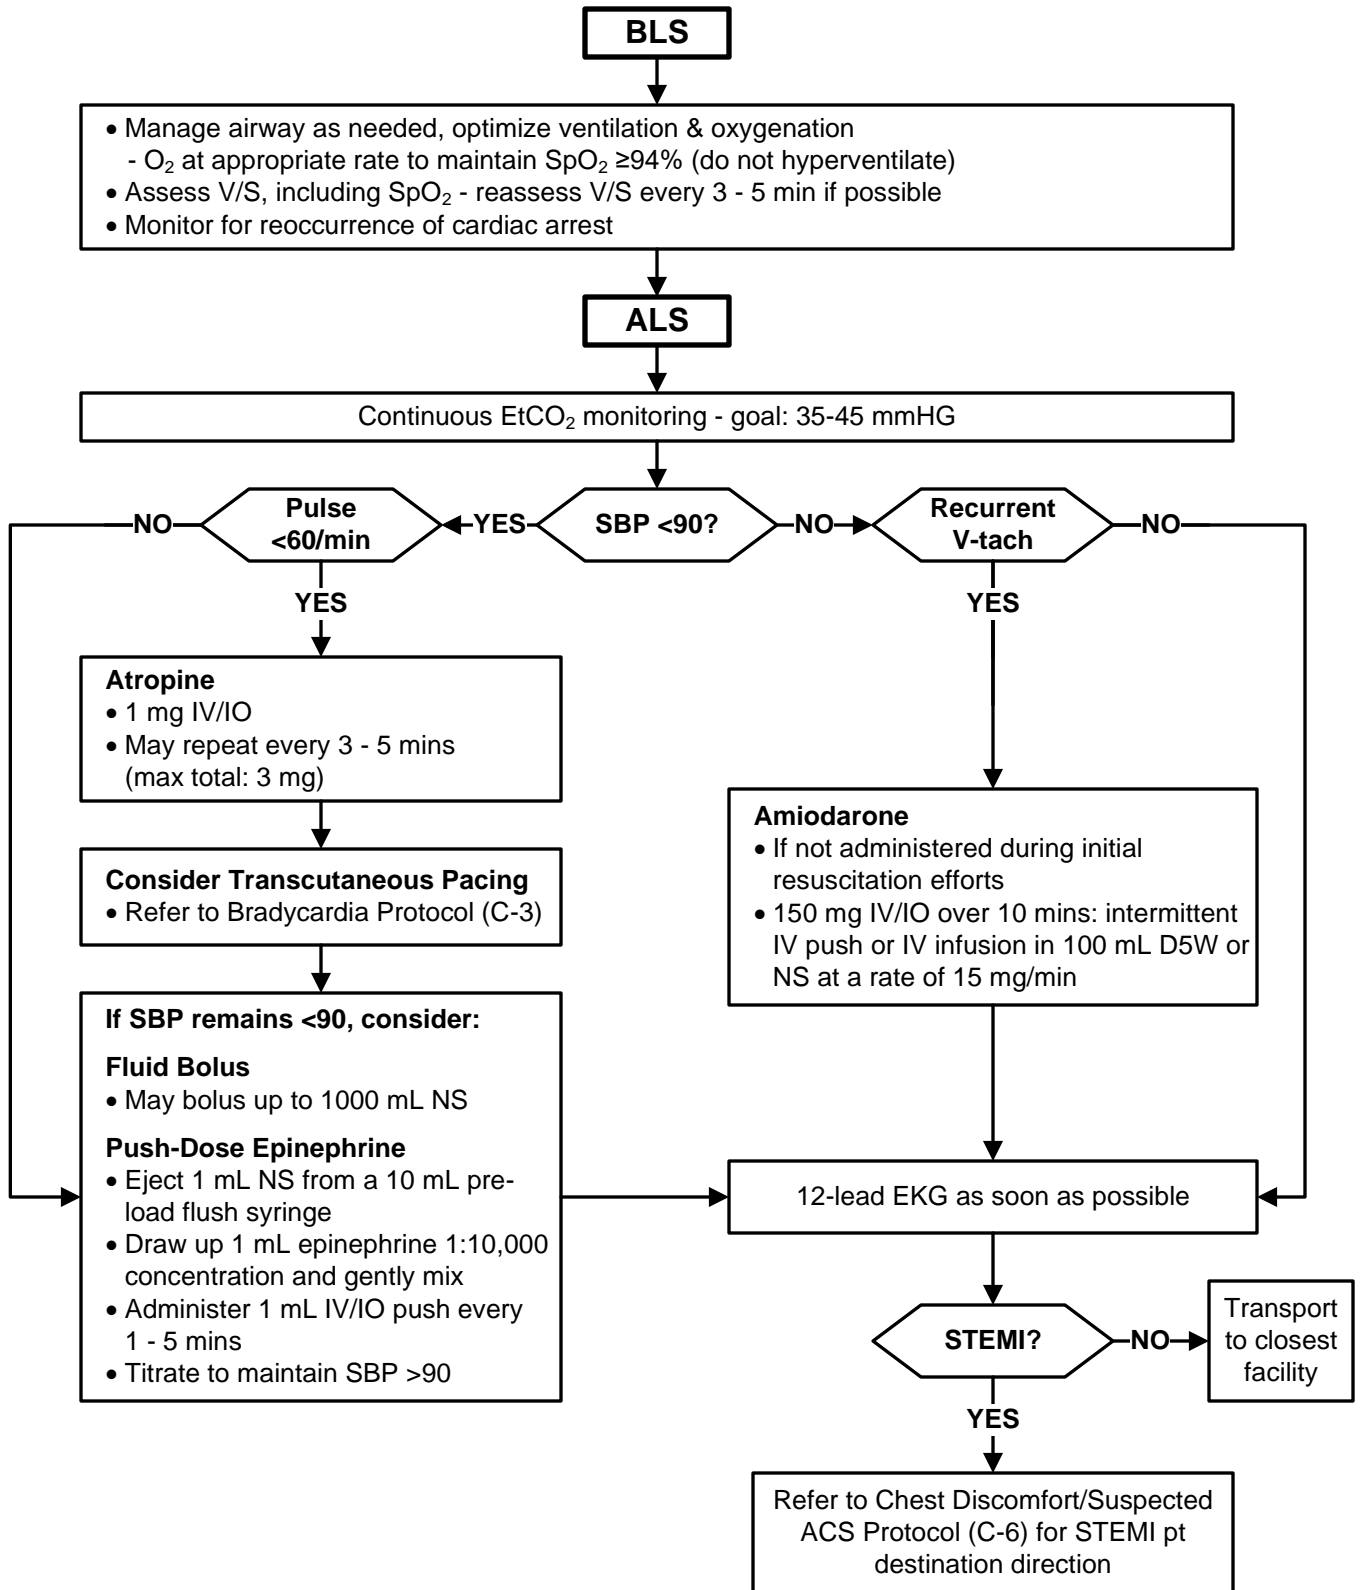 BLS
• Manage airway as needed, optimize ventilation & oxygenation
- O₂ at appropriate rate to maintain SpO₂ ≥94% (do not hyperventilate)
• Assess V/S, including SpO₂ - reassess V/S every 3 - 5 min if possible
• Monitor for reoccurrence of cardiac arrest
ALS
Continuous EtCO₂ monitoring - goal: 35-45 mmHG
NO
Pulse
<60/min
YES
SBP <90?
NO
Recurrent
V-tach
NO
YES
YES
Atropine
• 1 mg IV/IO
• May repeat every 3 - 5 mins
(max total: 3 mg)
Consider Transcutaneous Pacing
• Refer to Bradycardia Protocol (C-3)
If SBP remains <90, consider:
Fluid Bolus
• May bolus up to 1000 mL NS
Push-Dose Epinephrine
• Eject 1 mL NS from a 10 mL pre-
load flush syringe
• Draw up 1 mL epinephrine 1:10,000
concentration and gently mix
• Administer 1 mL IV/IO push every
1 - 5 mins
• Titrate to maintain SBP >90
Amiodarone
• If not administered during initial
resuscitation efforts
• 150 mg IV/IO over 10 mins: intermittent
IV push or IV infusion in 100 mL D5W or
NS at a rate of 15 mg/min
12-lead EKG as soon as possible
STEMI?
NO
Transport
to closest
facility
YES
Refer to Chest Discomfort/Suspected
ACS Protocol (C-6) for STEMI pt
destination direction